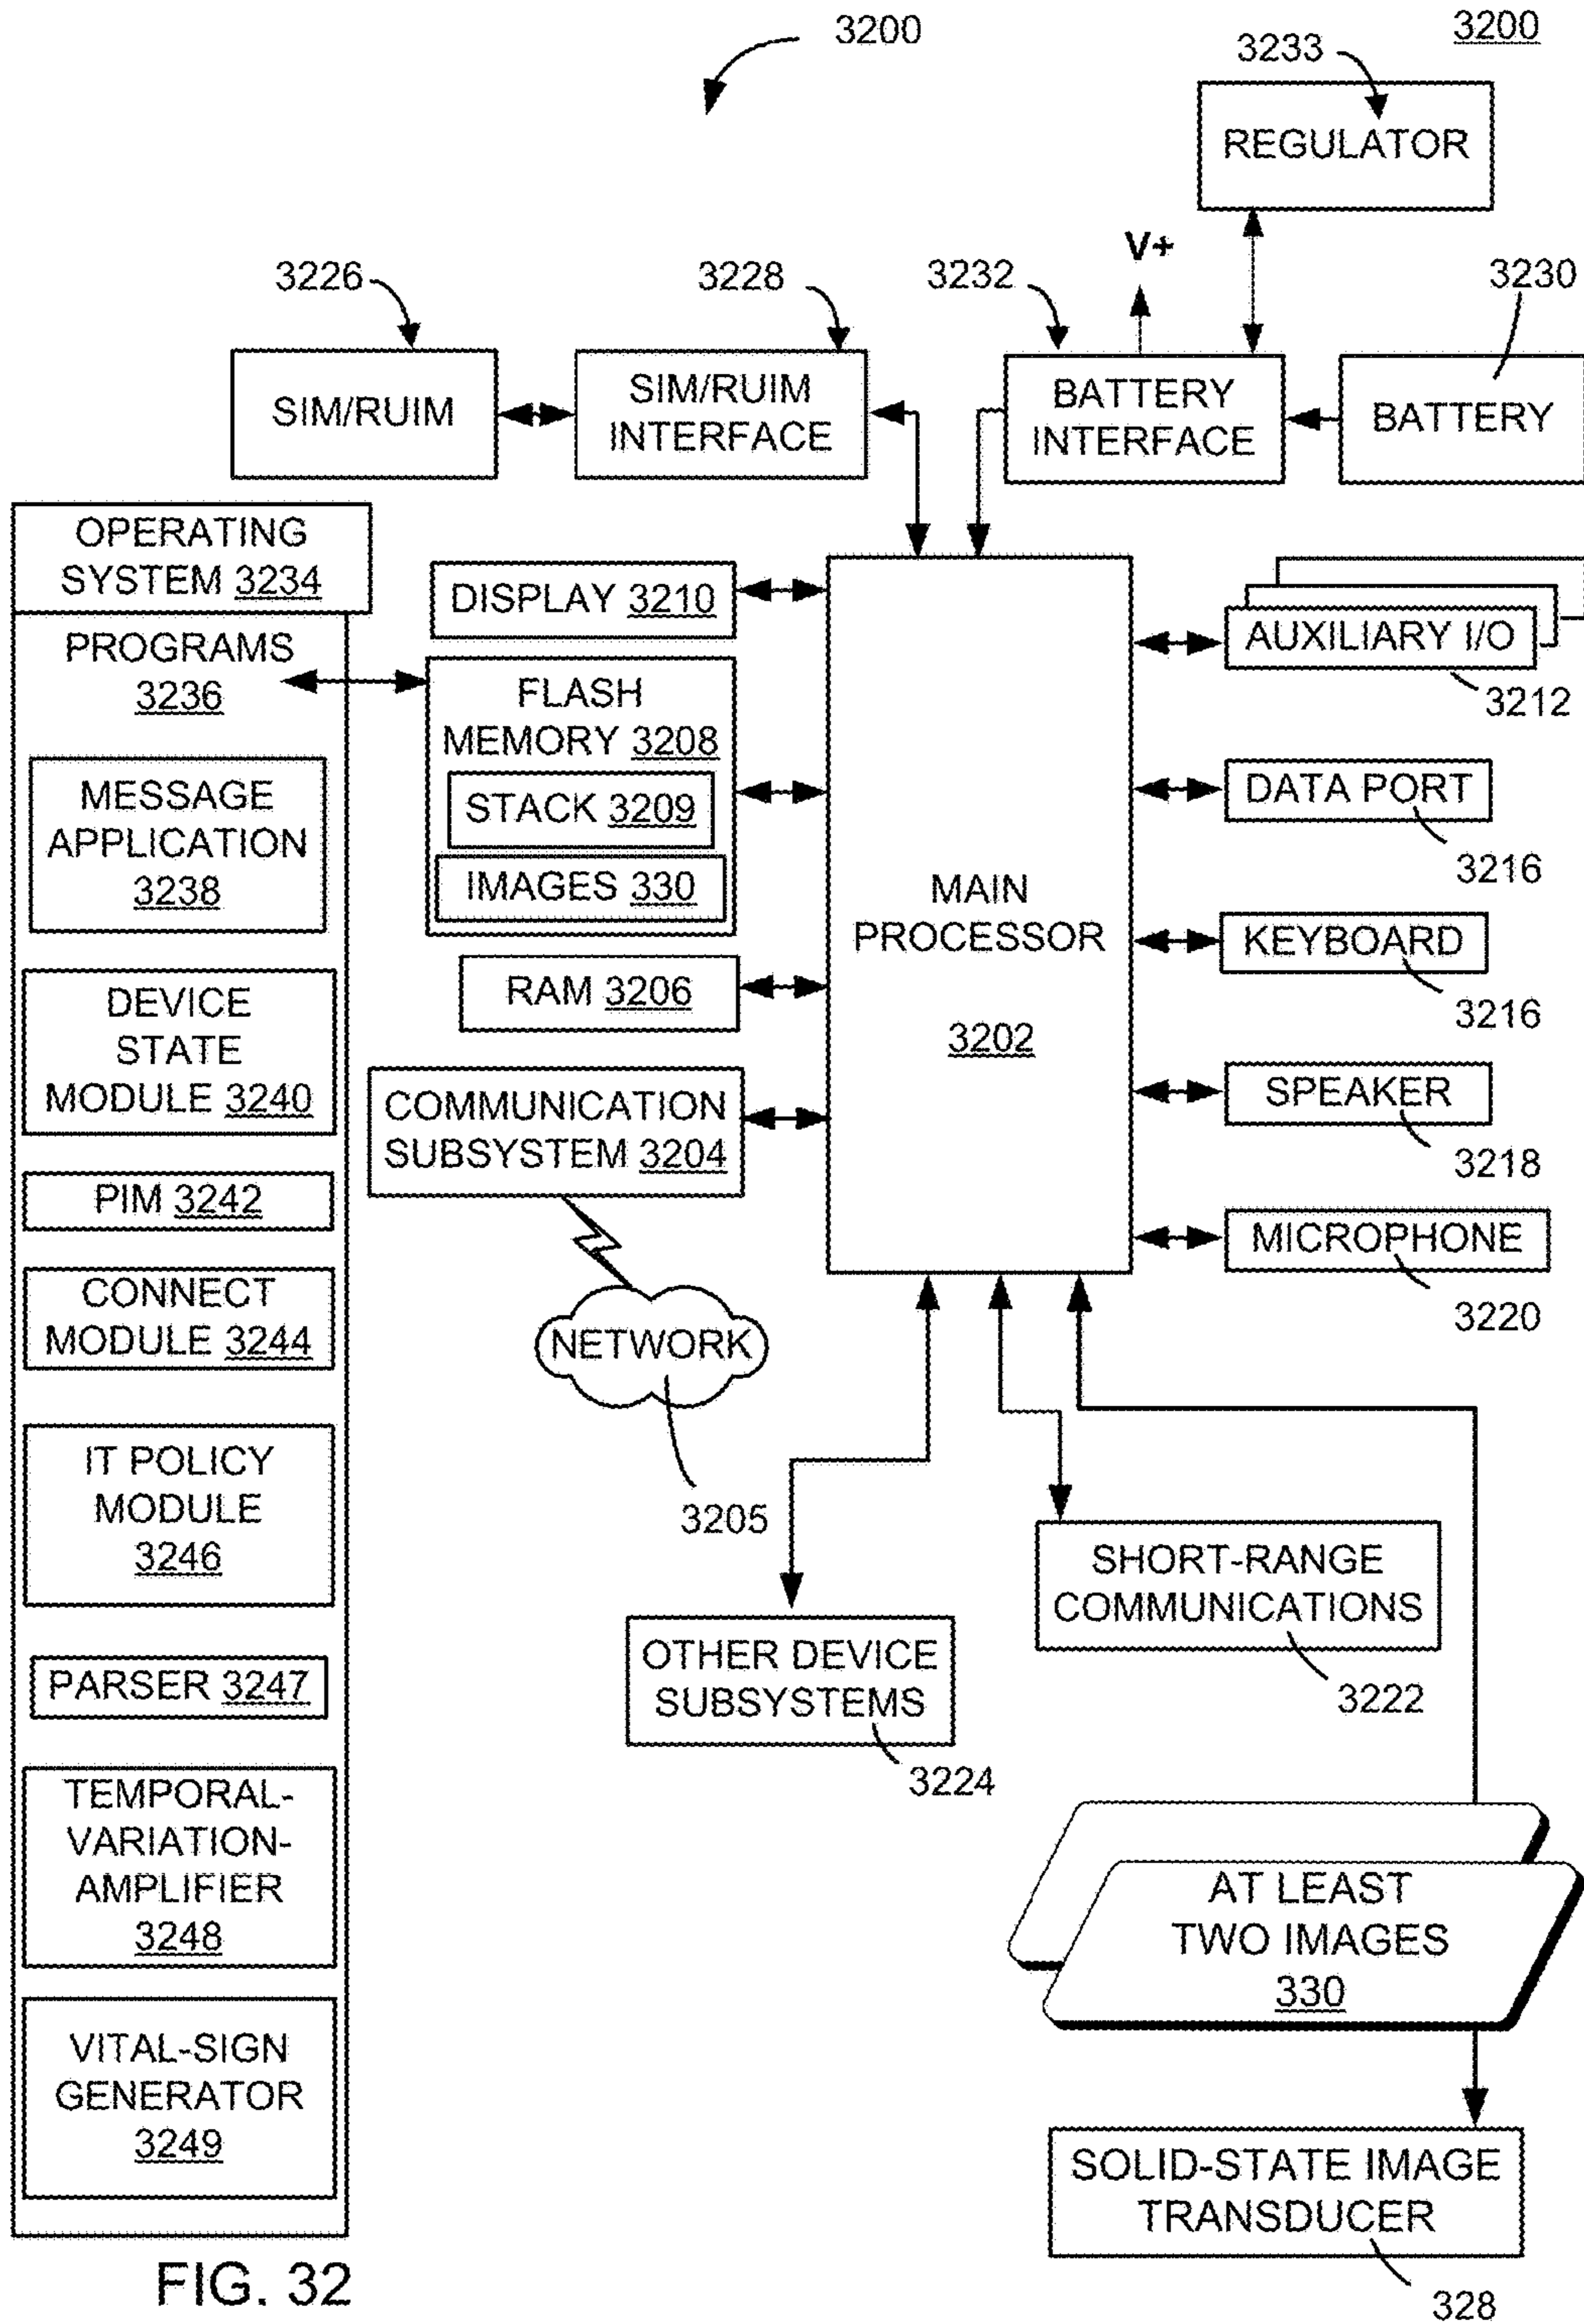 3200
3200
3233
REGULATOR
V+
3226
3228
3232
3230
SIM/RUIM
SIM/RUIM
INTERFACE
BATTERY
INTERFACE
BATTERY
OPERATING
SYSTEM 3234
PROGRAMS
3236
MESSAGE
APPLICATION
3238
DEVICE
STATE
MODULE 3240
PIM 3242
CONNECT
MODULE 3244
IT POLICY
MODULE
3246
PARSER 3247
TEMPORAL-
VARIATION-
AMPLIFIER
3248
VITAL-SIGN
GENERATOR
3249
DISPLAY 3210
FLASH
MEMORY 3208
STACK 3209
IMAGES 330
RAM 3206
COMMUNICATION
SUBSYSTEM 3204
NETWORK
3205
MAIN
PROCESSOR
3202
AUXILIARY I/O
3212
DATA PORT
3216
KEYBOARD
3216
SPEAKER
3218
MICROPHONE
3220
SHORT-RANGE
COMMUNICATIONS
3222
OTHER DEVICE
SUBSYSTEMS
3224
AT LEAST
TWO IMAGES
330
SOLID-STATE IMAGE
TRANSDUCER
328
FIG. 32